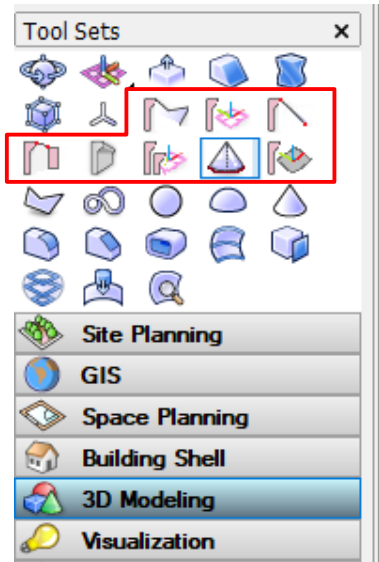 Tool Sets
Site Planning
GIS
Space Planning
Building Shell
3D Modeling
Visualization